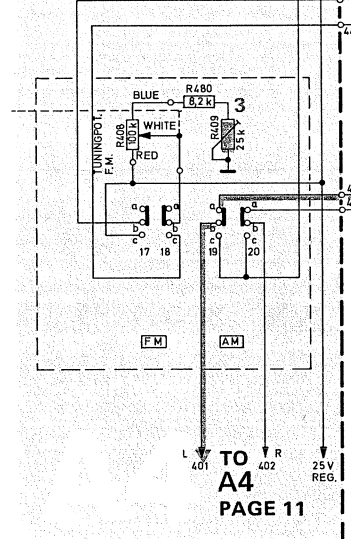 R480
BLUE
8,2 k
3
TUNINGPOT.
F.M.
R408
100 k
WHITE
R409
25 k
RED
a
a
a
a
b
b
b
b
c
c
c
c
17
18
19
20
FM
AM
L
R
401
402
25 V
REG.
TO
A4
PAGE 11